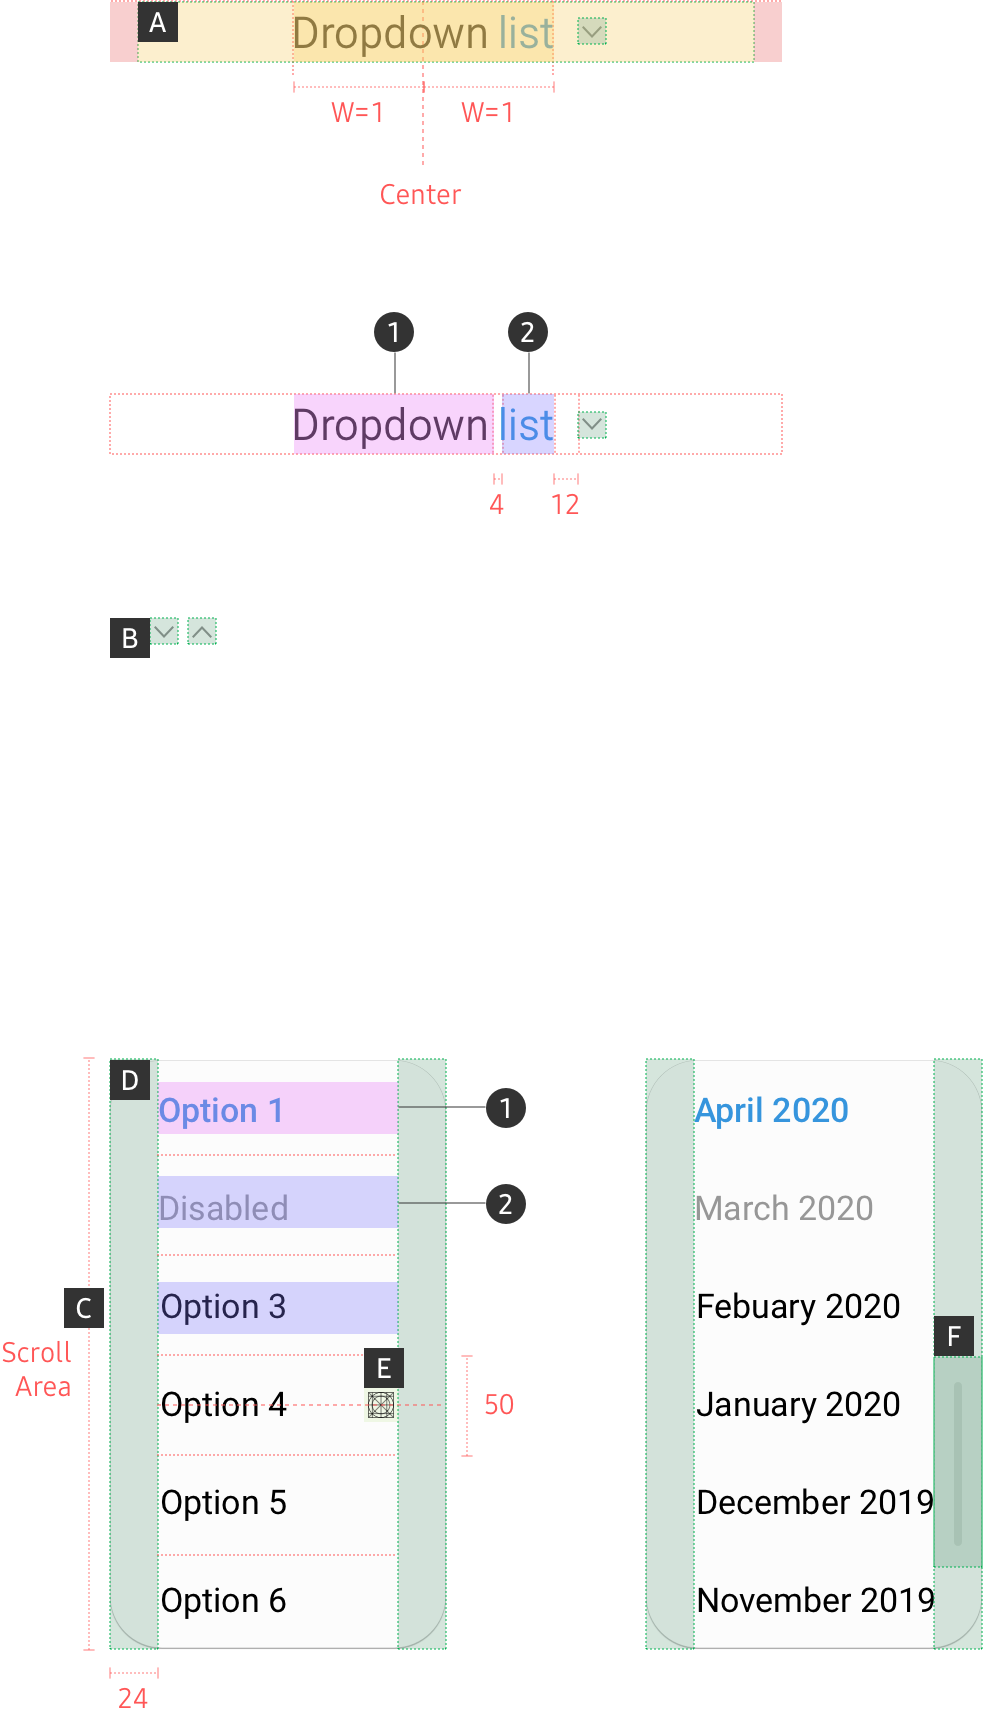 A
Dropdown list
W=1 W=1
Center
1 2
Dropdown list
4 12
B
D
Option 1 1
Disabled 2
C
Option 3
Scroll
Area
E
Option 4 50
Option 5
Option 6
24
April 2020
March 2020
Febuary 2020
F
January 2020
December 2019
November 2019